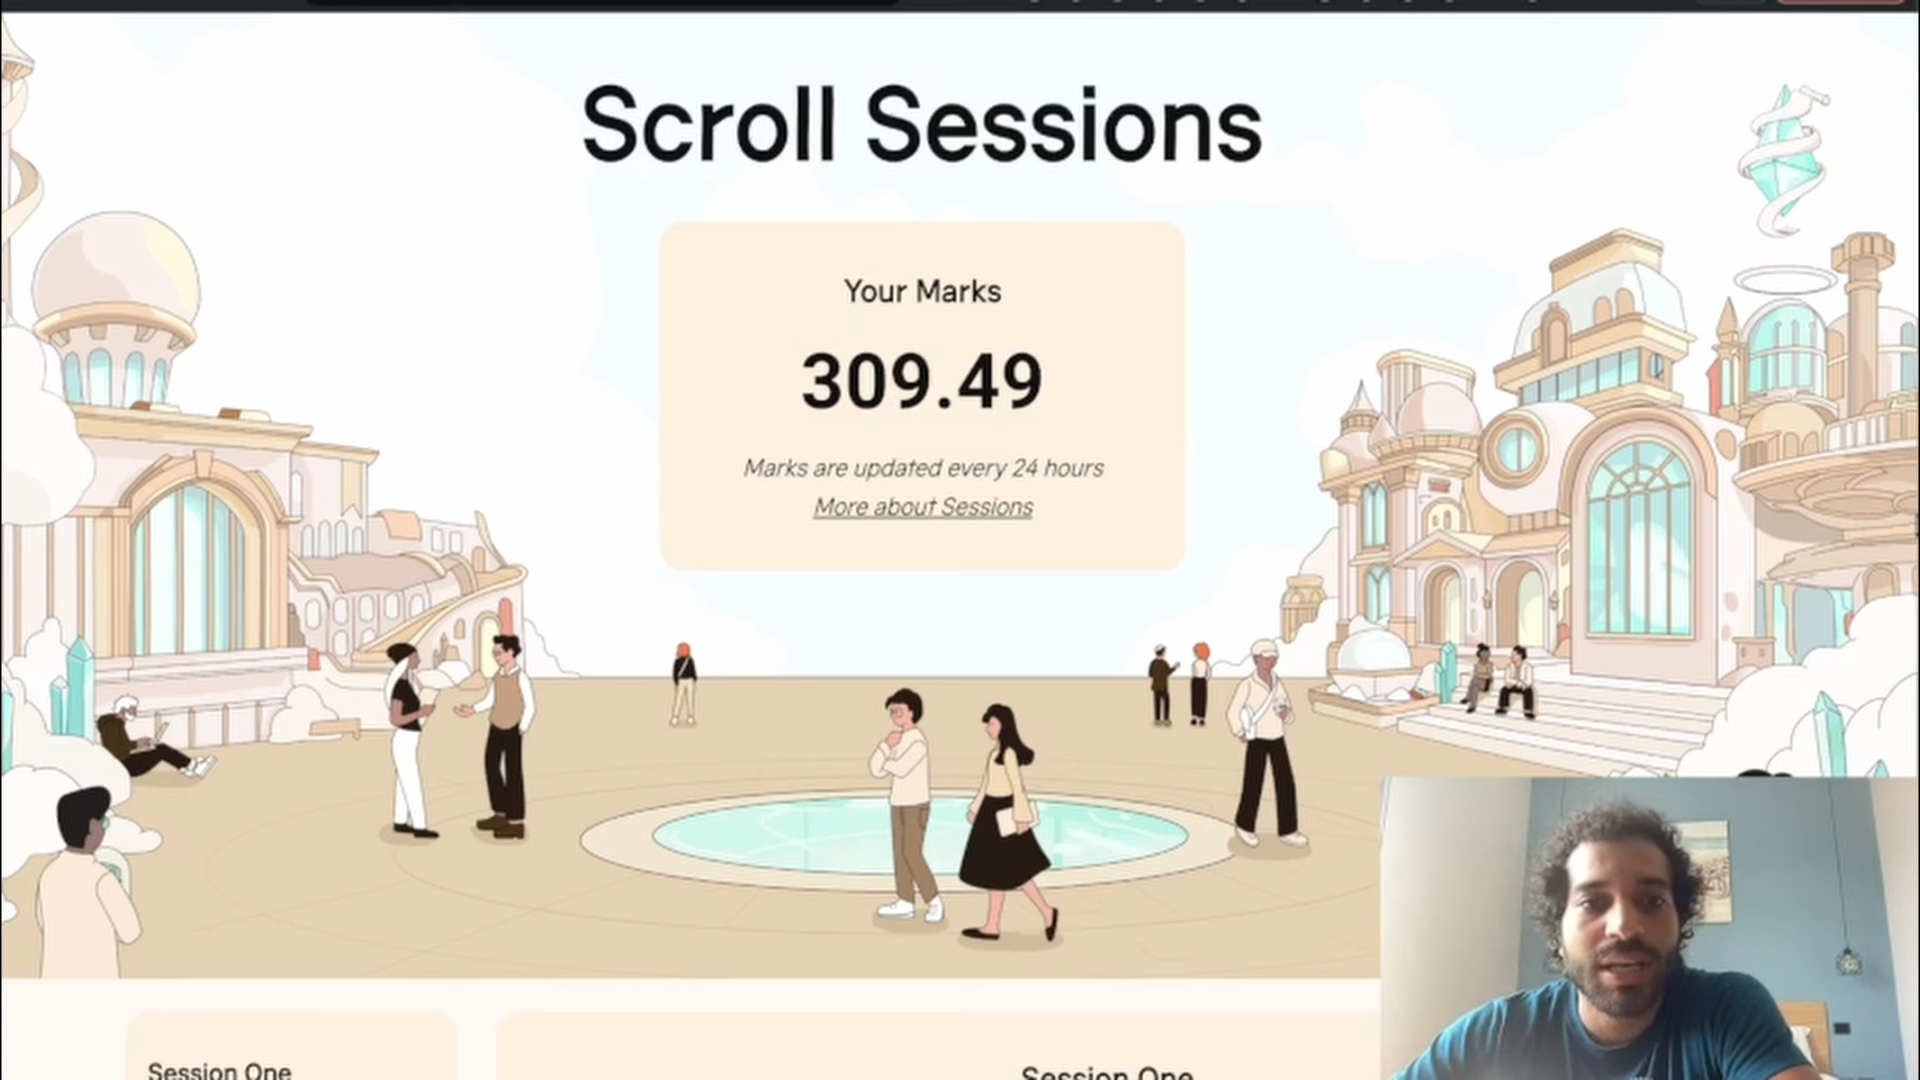 Scroll Sessions
Your Marks
309.49
Marks are updated every 24 hours
More about Sessions
Session One
Session One